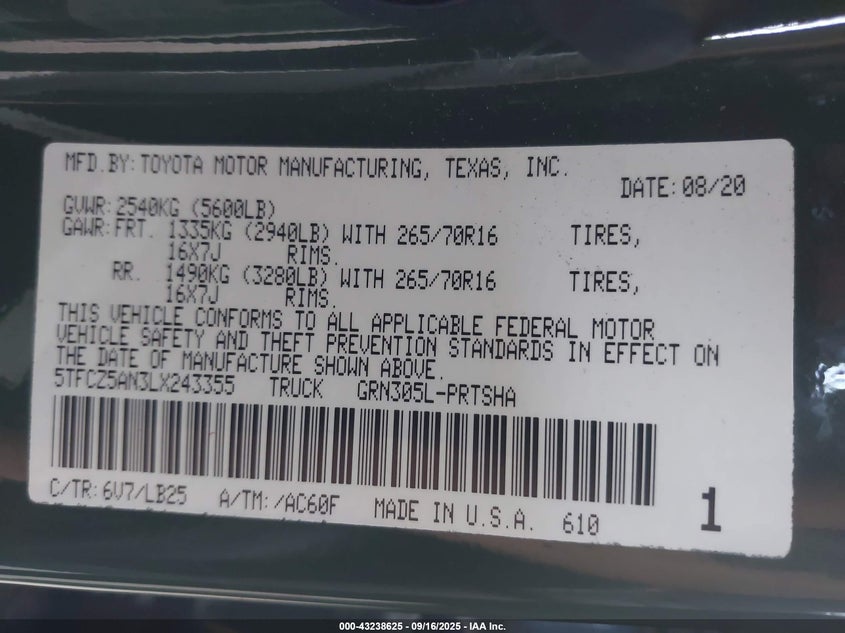 MFD.BY:TOYOTA MOTOR MANUFACTURING, TEXAS, INC.
DATE:08/20
GVWR:2540KG (5600LB)
GAWR:FRT. 1335KG (2940LB) WITH 265/70R16 TIRES,
16X7J RIMS.
RR. 1490KG (3280LB) WITH 265/70R16 TIRES,
16X7J RIMS.
THIS VEHICLE CONFORMS TO ALL APPLICABLE FEDERAL MOTOR
VEHICLE SAFETY AND THEFT PREVENTION STANDARDS IN EFFECT ON
THE DATE OF MANUFACTURE SHOWN ABOVE.
5TFCZ5AN3LX243355 TRUCK GRN305L-PRTSHA
C/TR:6V7/LB25 A/TM:/AC60F MADE IN U.S.A. 610
1
000-43238625 - 09/16/2025 - IAA Inc.